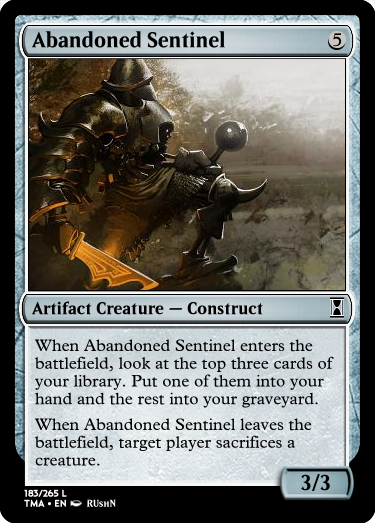 Abandoned Sentinel 5
Artifact Creature — Construct
When Abandoned Sentinel enters the
battlefield, look at the top three cards of
your library. Put one of them into your
hand and the rest into your graveyard.
When Abandoned Sentinel leaves the
battlefield, target player sacrifices a
creature.
3/3
183/265 L
TMA • EN RUSHN